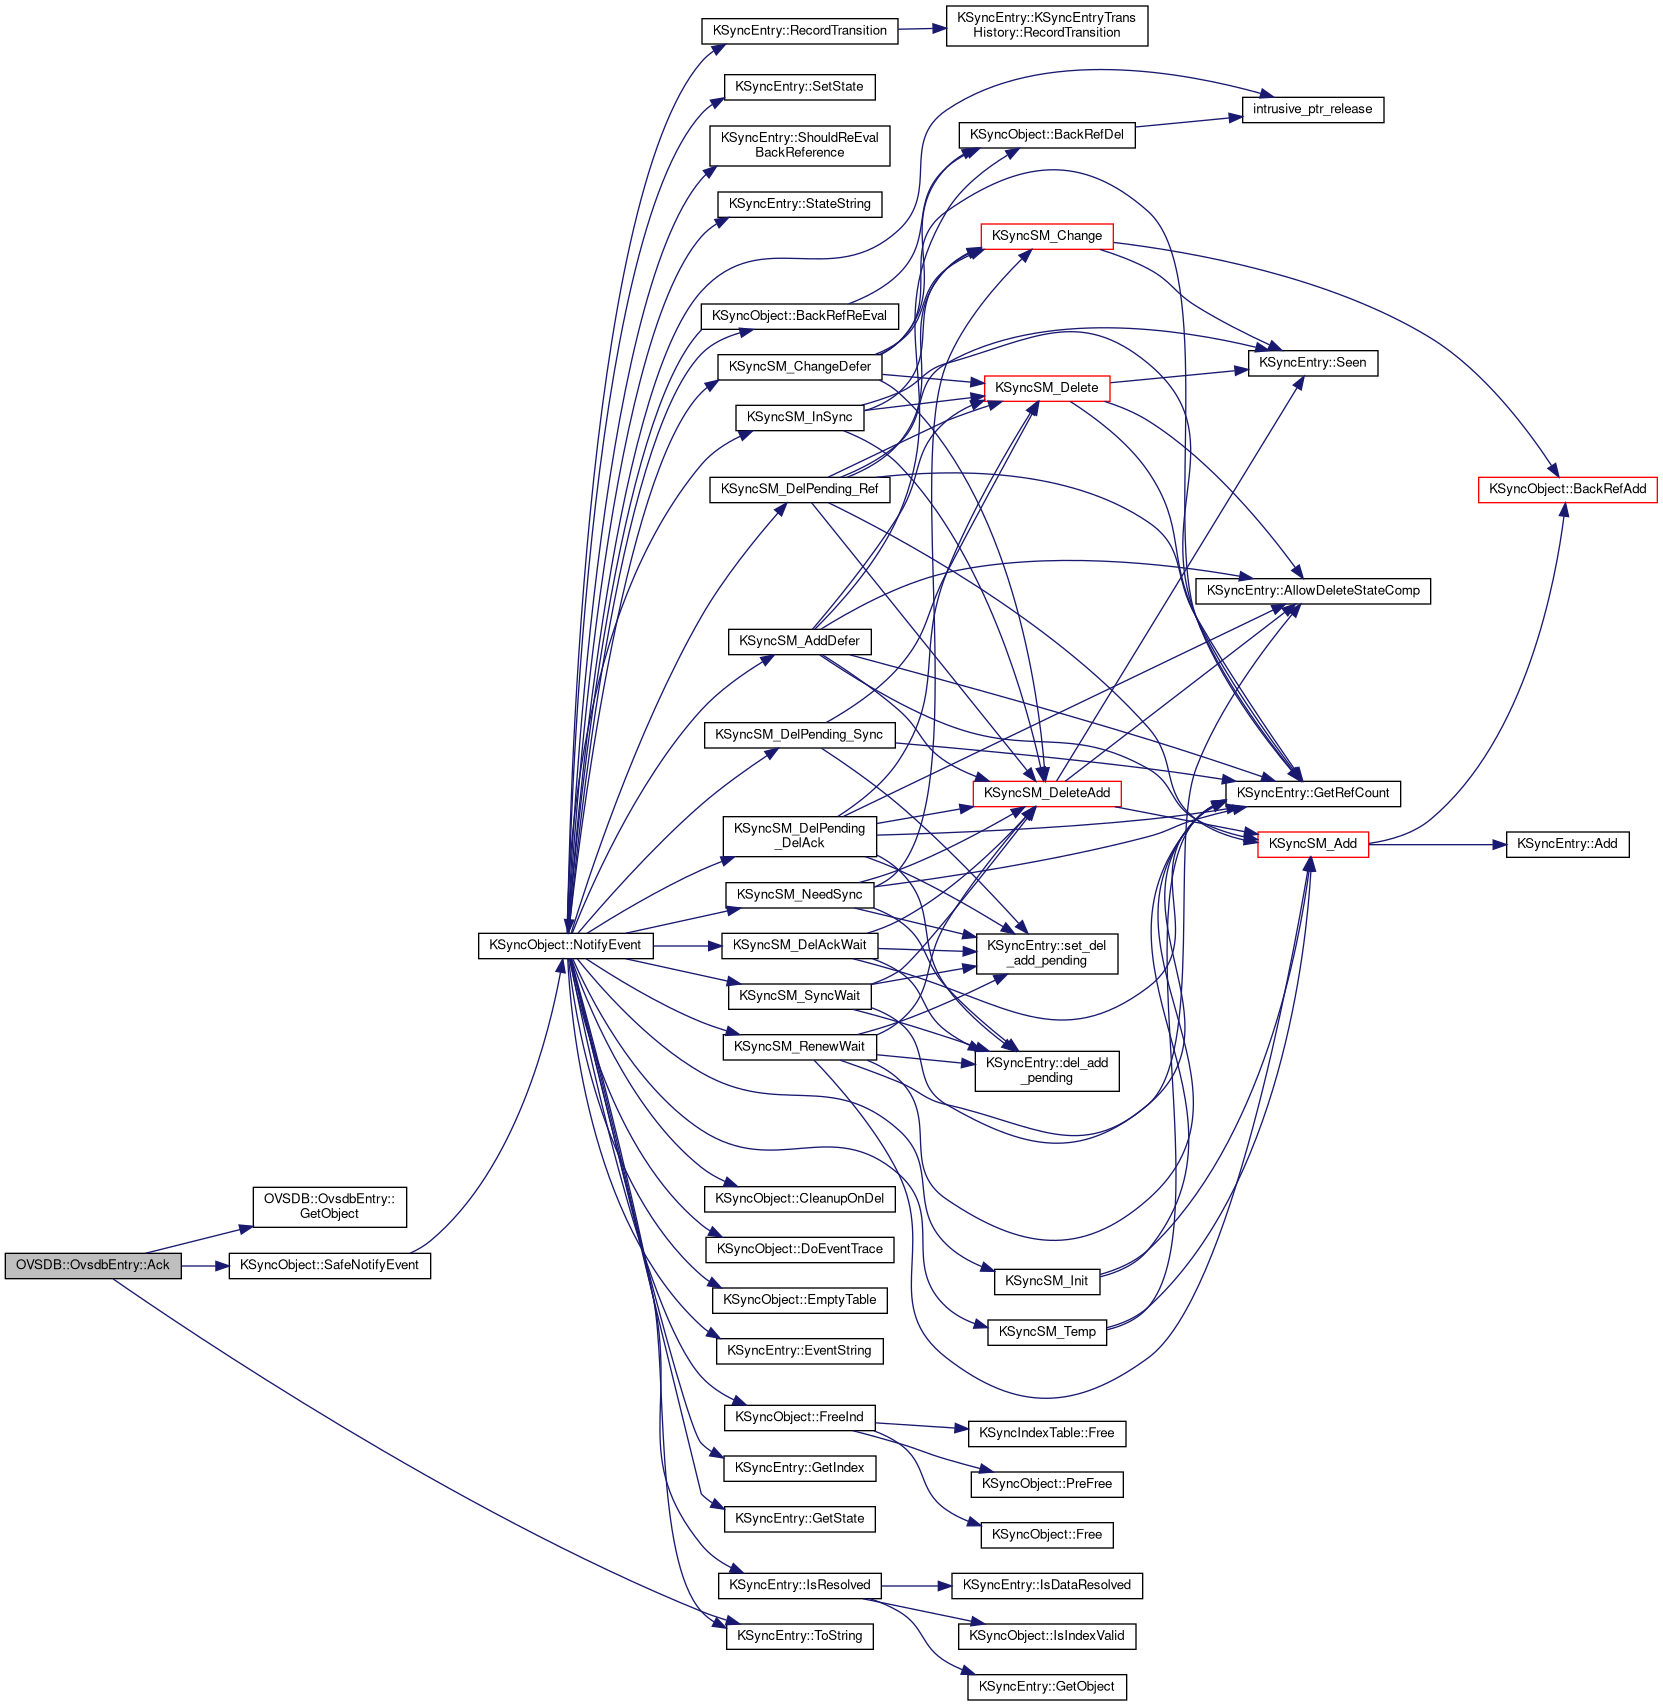 KSyncEntry::RecordTransition
KSyncEntry::KSyncEntryTrans
History::RecordTransition
KSyncEntry::SetState
intrusive_ptr_release
KSyncEntry::ShouldReEval
BackReference
KSyncObject::BackRefDel
KSyncEntry::StateString
KSyncSM_Change
KSyncObject::BackRefReEval
KSyncSM_ChangeDefer
KSyncEntry::Seen
KSyncSM_Delete
KSyncSM_InSync
KSyncSM_DelPending_Ref
KSyncObject::BackRefAdd
KSyncEntry::AllowDeleteStateComp
KSyncSM_AddDefer
KSyncSM_DelPending_Sync
KSyncSM_DeleteAdd
KSyncEntry::GetRefCount
KSyncSM_DelPending
_DelAck
KSyncSM_Add
KSyncEntry::Add
KSyncSM_NeedSync
KSyncObject::NotifyEvent
KSyncSM_DelAckWait
KSyncEntry::set_del
_add_pending
KSyncSM_SyncWait
KSyncSM_RenewWait
KSyncEntry::del_add
_pending
KSyncObject::CleanupOnDel
OVSDB::OvsdbEntry::
GetObject
KSyncObject::DoEventTrace
OVSDB::OvsdbEntry::Ack
KSyncObject::SafeNotifyEvent
KSyncSM_Init
KSyncObject::EmptyTable
KSyncSM_Temp
KSyncEntry::EventString
KSyncObject::FreeInd
KSyncIndexTable::Free
KSyncEntry::GetIndex
KSyncObject::PreFree
KSyncEntry::GetState
KSyncObject::Free
KSyncEntry::IsResolved
KSyncEntry::IsDataResolved
KSyncEntry::ToString
KSyncObject::IsIndexValid
KSyncEntry::GetObject